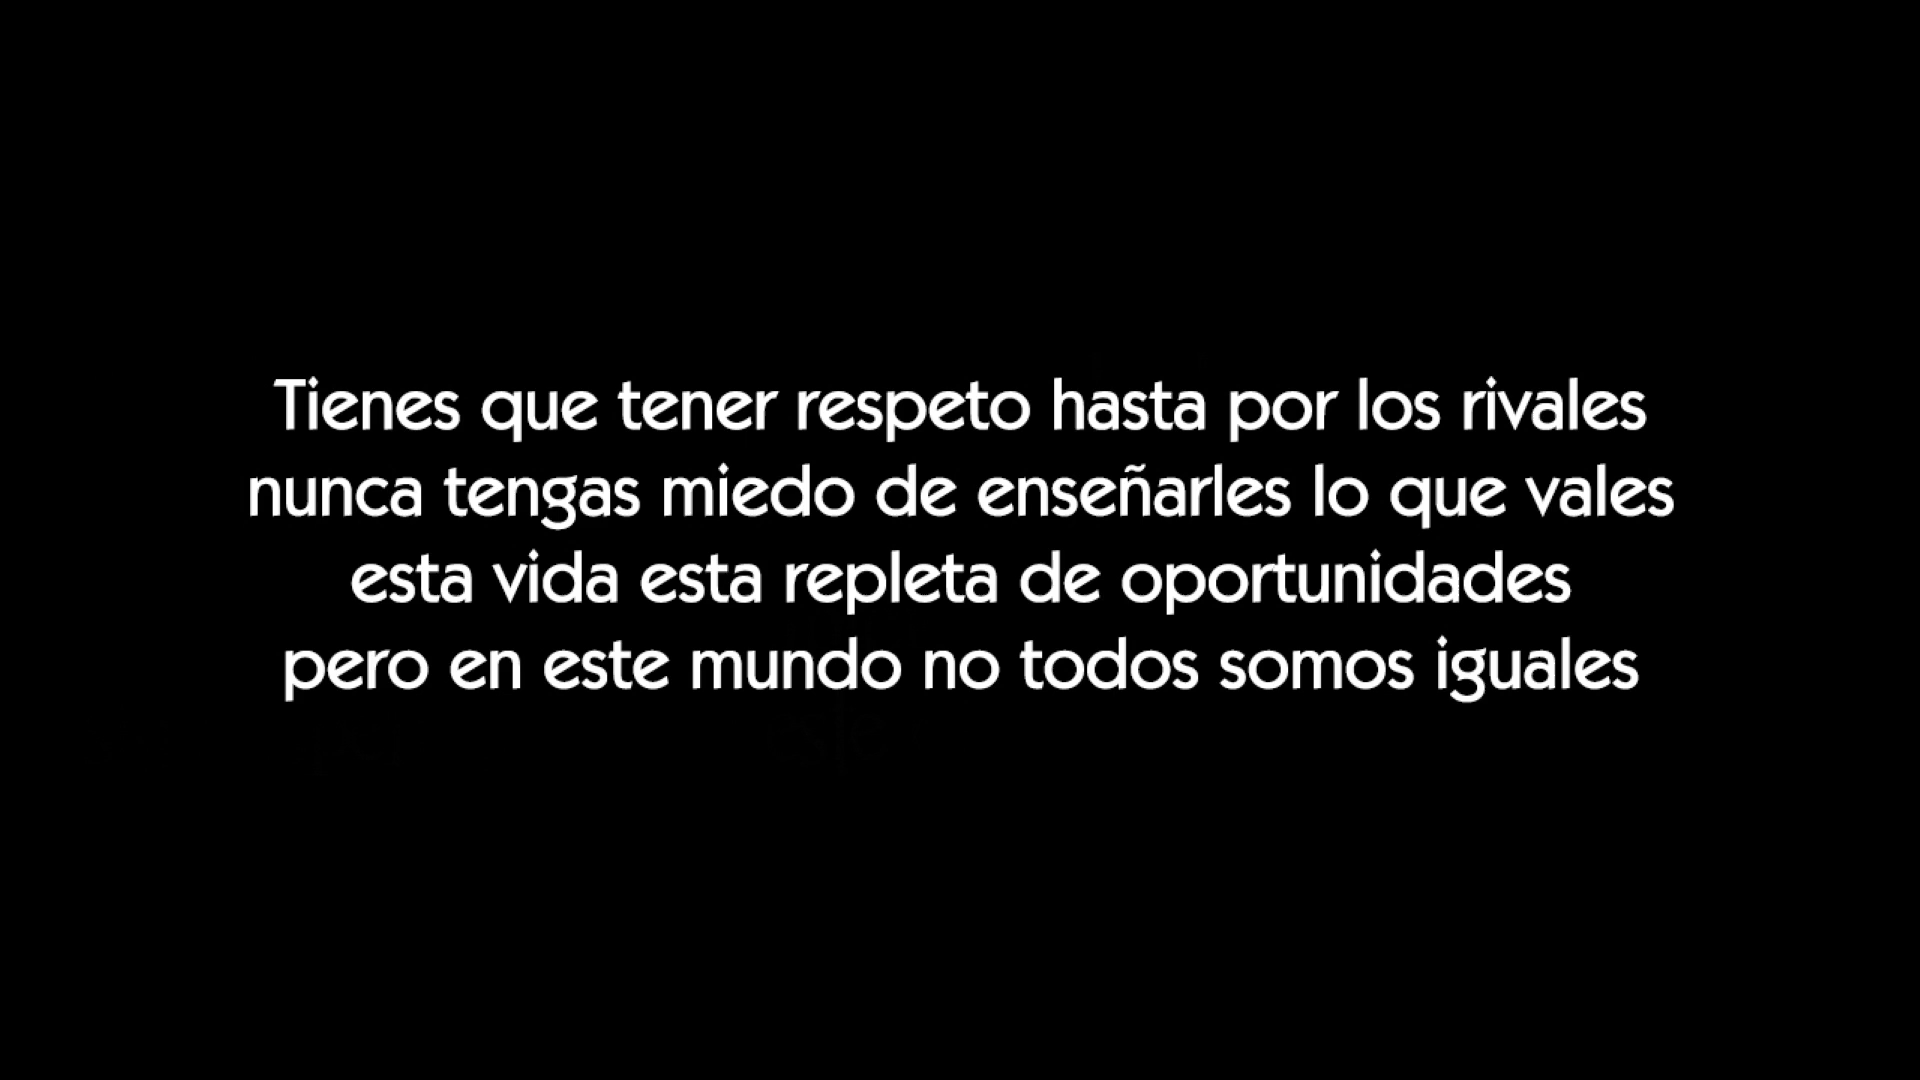 Tienes que tener respeto hasta por los rivales
nunca tengas miedo de enseñarles lo que vales
esta vida esta repleta de oportunidades
pero en este mundo no todos somos iguales